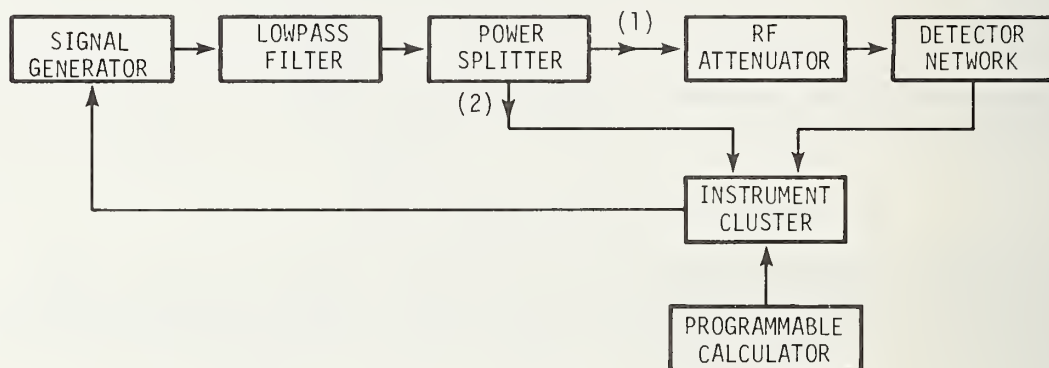 SIGNAL
GENERATOR
LOWPASS
FILTER
POWER
SPLITTER
(1)
RF
ATTENUATOR
DETECTOR
NETWORK
(2)
INSTRUMENT
CLUSTER
PROGRAMMABLE
CALCULATOR